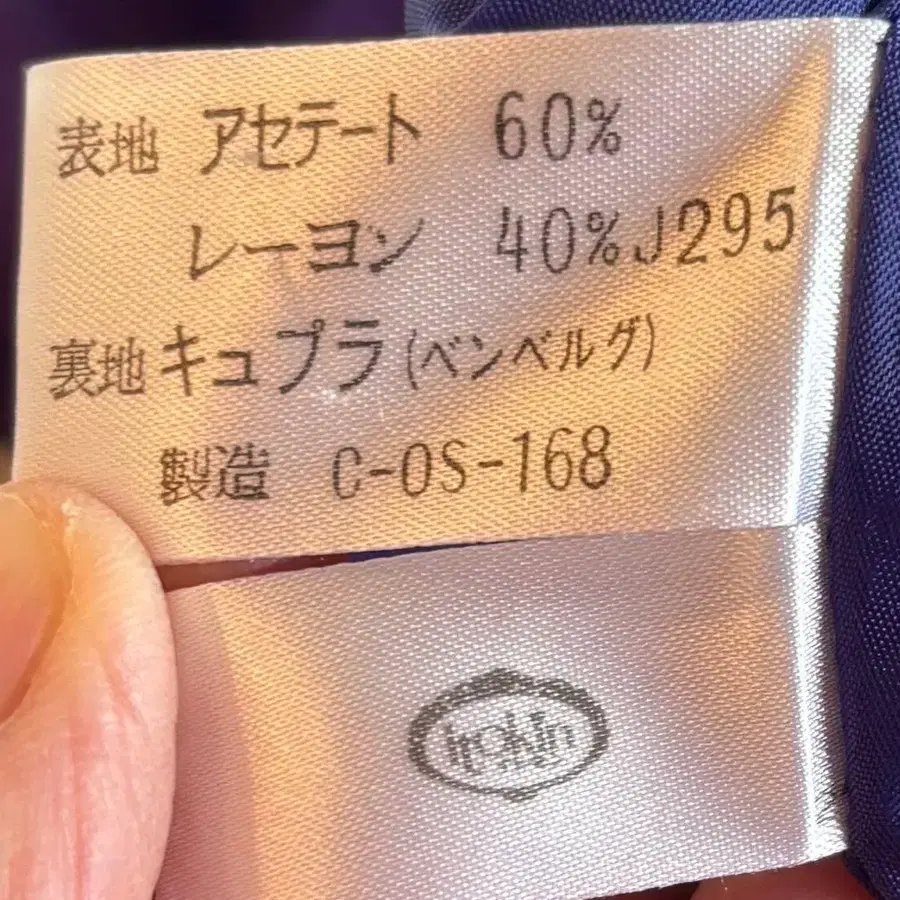 表地 アセテート 60%
レーヨン 40%J295
裏地 キュプラ(ベンベルグ)
製造 C-OS-168